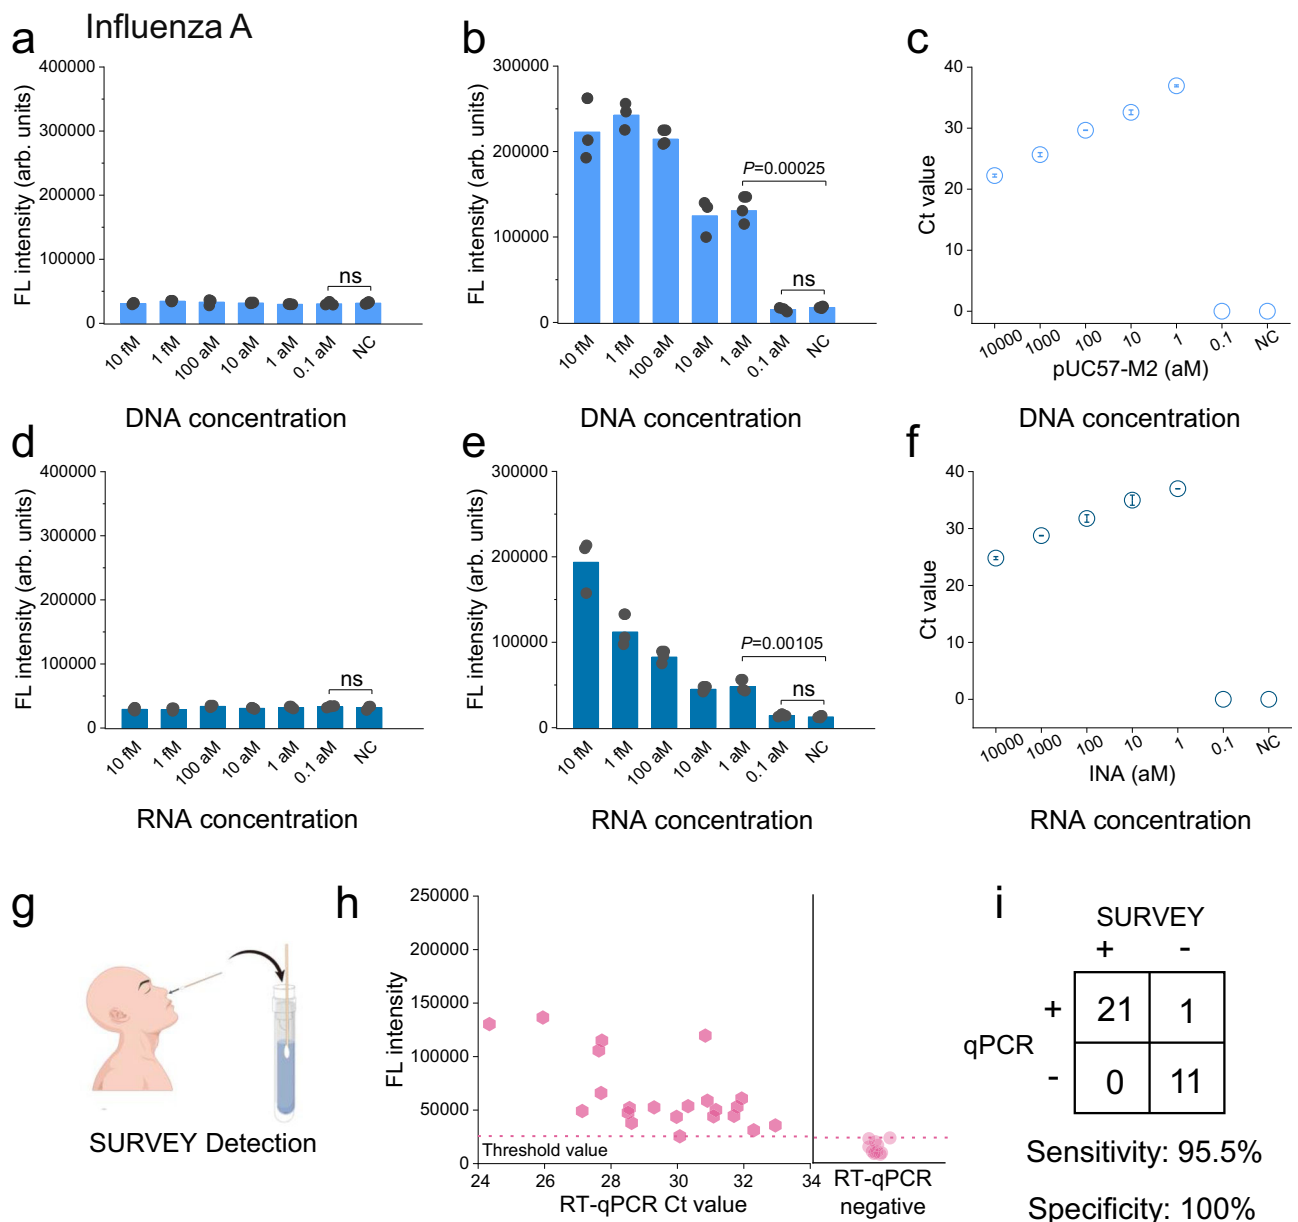 Influenza A
a
FL intensity (arb. units)
400000
300000
200000
100000
0
ns
10 fM
1 fM
100 aM
10 aM
1 aM
0.1 aM
NC
DNA concentration
b
FL intensity (arb. units)
300000
200000
100000
0
P=0.00025
ns
10 fM
1 fM
100 aM
10 aM
1 aM
0.1 aM
NC
DNA concentration
c
Ct value
40
30
20
10
0
10000
1000
100
10
1
0.1
NC
pUC57-M2 (aM)
DNA concentration
d
FL intensity (arb. units)
400000
300000
200000
100000
0
ns
10 fM
1 fM
100 aM
10 aM
1 aM
0.1 aM
NC
RNA concentration
e
FL intensity (arb. units)
300000
200000
100000
0
P=0.00105
ns
10 fM
1 fM
100 aM
10 aM
1 aM
0.1 aM
NC
RNA concentration
f
Ct value
40
30
20
10
0
10000
1000
100
10
1
0.1
NC
INA (aM)
RNA concentration
g
SURVEY Detection
h
FL intensity
250000
200000
150000
100000
50000
0
Threshold value
24
26
28
30
32
34
RT-qPCR Ct value
RT-qPCR
negative
i
SURVEY
+ -
qPCR
+ 21 1
- 0 11
Sensitivity: 95.5%
Specificity: 100%